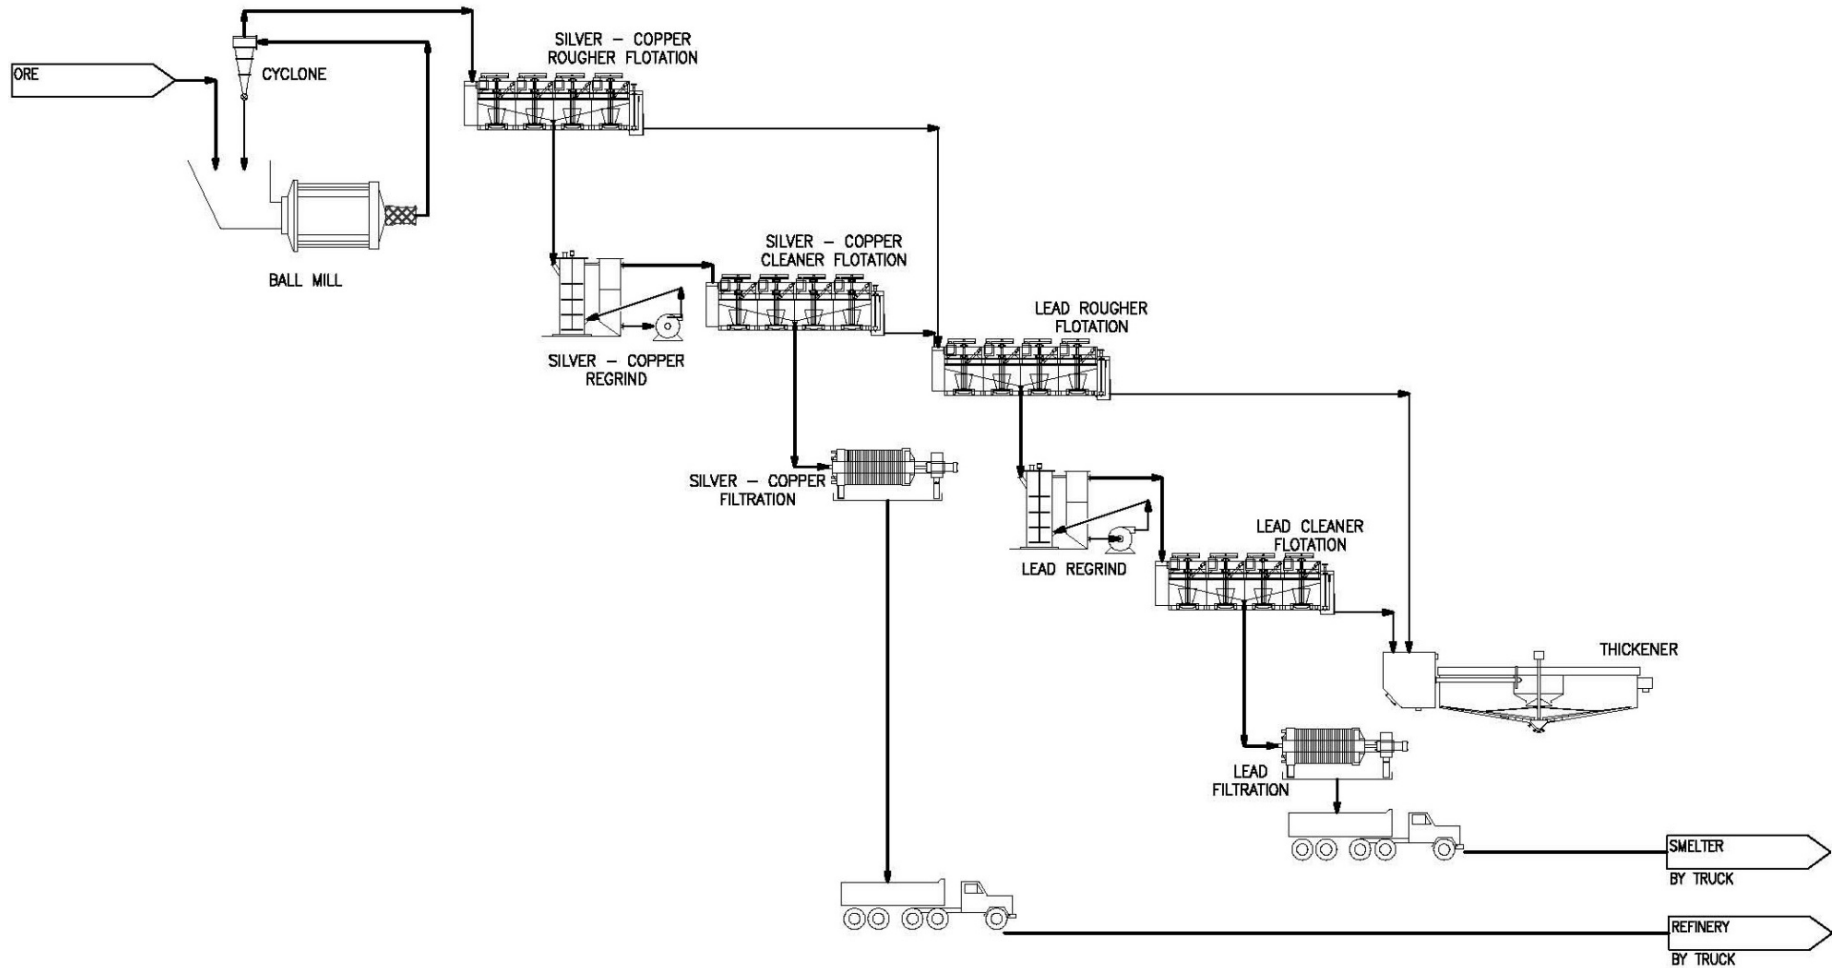 SILVER – COPPER
ROUGHER FLOTATION
ORE
CYCLONE
BALL MILL
SILVER – COPPER
CLEANER FLOTATION
SILVER – COPPER
REGRIND
LEAD ROUGHER
FLOTATION
SILVER – COPPER
FILTRATION
LEAD REGRIND
LEAD CLEANER
FLOTATION
THICKENER
LEAD
FILTRATION
SMELTER
BY TRUCK
REFINERY
BY TRUCK